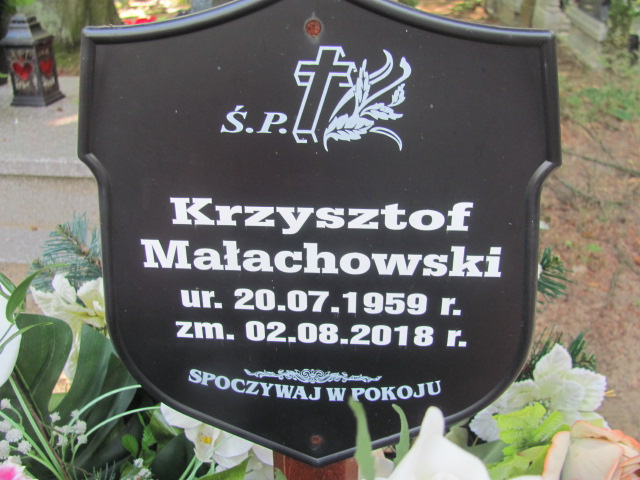 Ś.P.
Krzysztof
Małachowski
ur. 20.07.1959 r.
zm. 02.08.2018 r.
SPOCZYWAJ W POKOJU